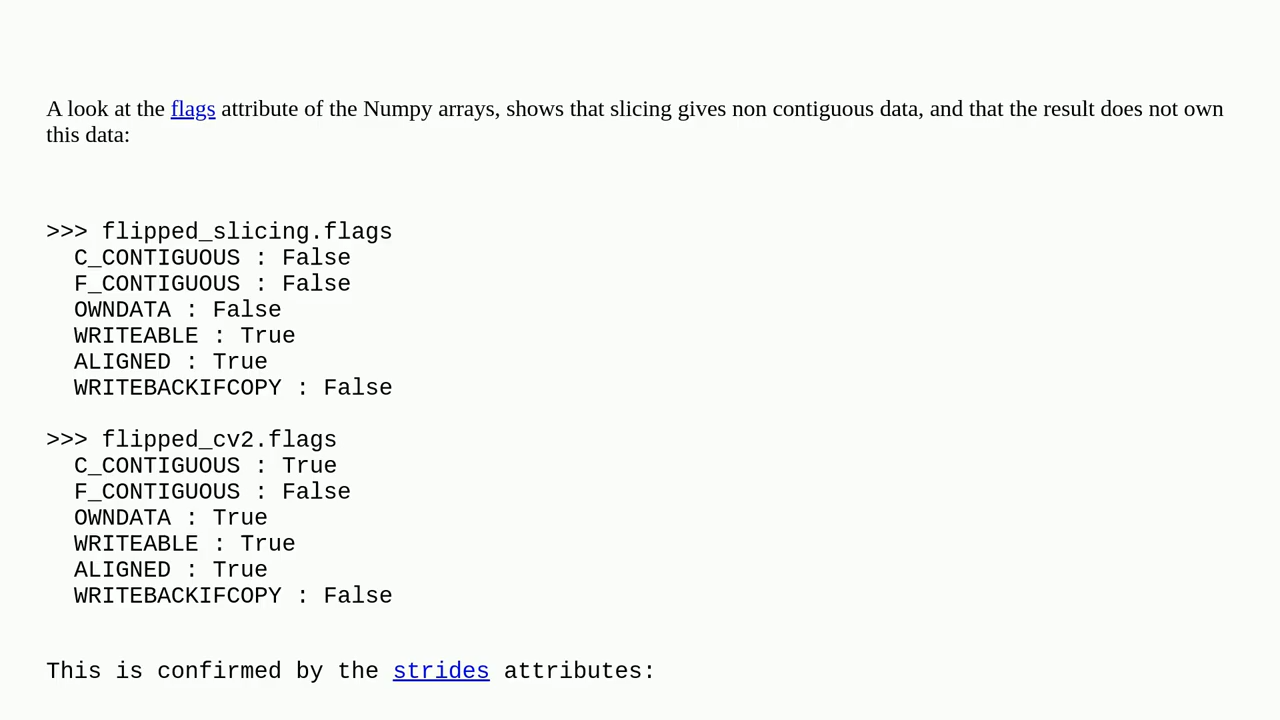 A look at the flags attribute of the Numpy arrays, shows that slicing gives non contiguous data, and that the result does not own
this data:
>>> flipped_slicing.flags
  C_CONTIGUOUS : False
  F_CONTIGUOUS : False
  OWNDATA : False
  WRITEABLE : True
  ALIGNED : True
  WRITEBACKIFCOPY : False
>>> flipped_cv2.flags
  C_CONTIGUOUS : True
  F_CONTIGUOUS : False
  OWNDATA : True
  WRITEABLE : True
  ALIGNED : True
  WRITEBACKIFCOPY : False
This is confirmed by the strides attributes: